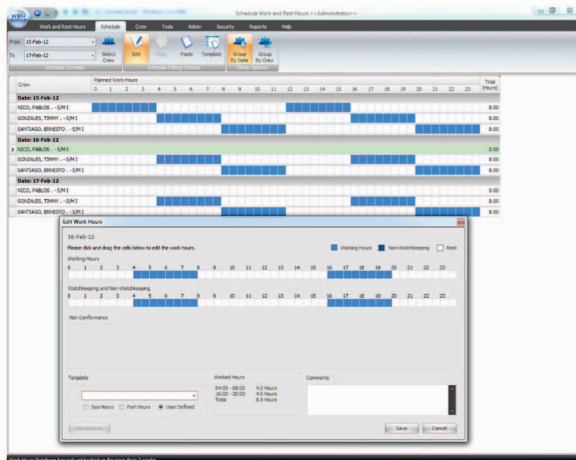 Schedule Work and Rest Hours - <Administrator>
WRH
Work and Rest Hours Schedule Crew Tools Admin Security Reports Help
From 15-Feb-12
To 17-Feb-12
Select Crew
Edit
Paste
Template
Group By Date
Group By Crew
Crew
Planned Work Hours
Total (Hours)
0 1 2 3 4 5 6 7 8 9 10 11 12 13 14 15 16 17 18 19 20 21 22 23
Date: 15-Feb-12
NICO, PABLOS . - S/M I 8.00
GONZALES, TIMMY . - S/M I 8.00
SANTIAGO, ERNESTO . - S/M I 8.00
Date: 16-Feb-12
NICO, PABLOS . - S/M I 0.00
GONZALES, TIMMY . - S/M I 8.00
SANTIAGO, ERNESTO . - S/M I 8.00
Date: 17-Feb-12
NICO, PABLOS . - S/M I 0.00
GONZALES, TIMMY . - S/M I 8.00
SANTIAGO, ERNESTO . - S/M I 8.00
Edit Work Hours
16-Feb-12
Please click and drag the cells below to edit the work hours.
Working Hours Non-Watchkeeping Rest
Working Hours
0 1 2 3 4 5 6 7 8 9 10 11 12 13 14 15 16 17 18 19 20 21 22 23
Watchkeeping and Non-Watchkeeping
0 1 2 3 4 5 6 7 8 9 10 11 12 13 14 15 16 17 18 19 20 21 22 23
Non Conformance
Template
Sea Hours Port Hours User Defined
Worked Hours
04:00 - 08:00 4.0 Hours
16:00 - 20:00 4.0 Hours
Total 8.0 Hours
Comments
Save Cancel